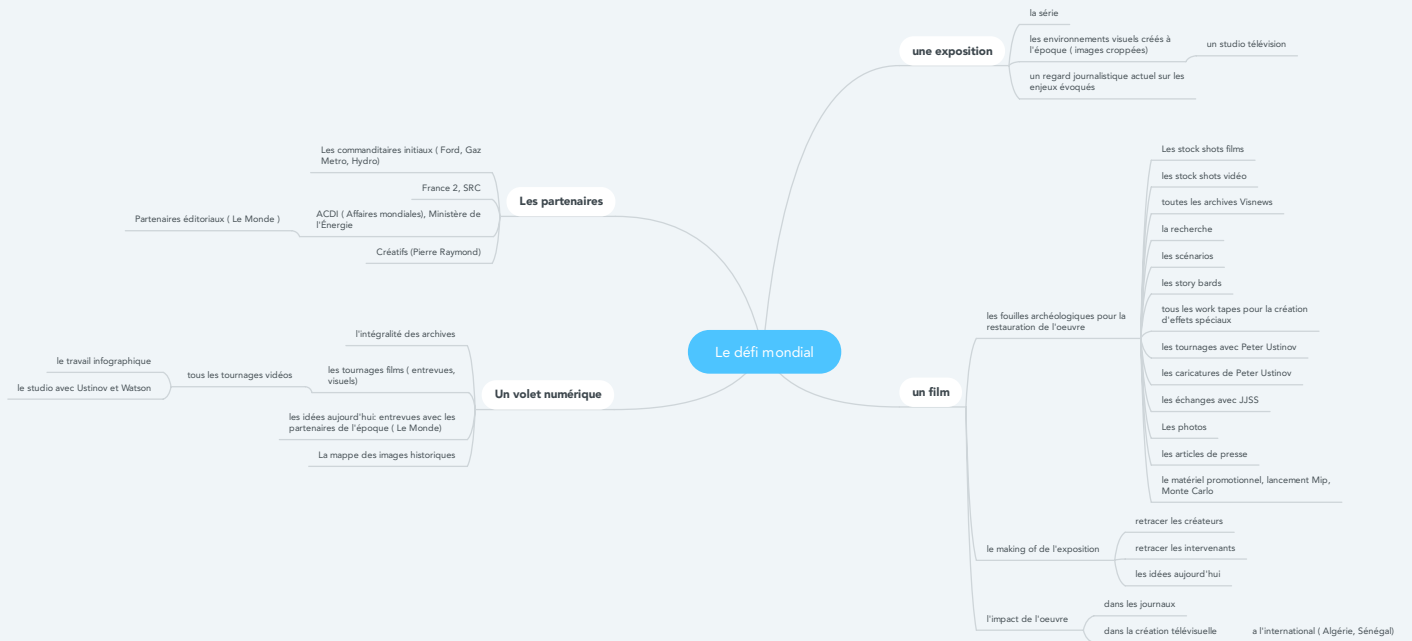 Le défi mondial
une exposition
la série
les environnements visuels créés à
l'époque ( images croppées)
un studio télévision
un regard journalistique actuel sur les
enjeux évoqués
un film
les fouilles archéologiques pour la
restauration de l'oeuvre
Les stock shots films
les stock shots vidéo
toutes les archives Visnews
la recherche
les scénarios
les story bards
tous les work tapes pour la création
d'effets spéciaux
les tournages avec Peter Ustinov
les caricatures de Peter Ustinov
les échanges avec JJSS
Les photos
les articles de presse
le matériel promotionnel, lancement Mip,
Monte Carlo
le making of de l'exposition
retracer les créateurs
retracer les intervenants
les idées aujourd'hui
l'impact de l'oeuvre
dans les journaux
dans la création télévisuelle
a l'international ( Algérie, Sénégal)
Les partenaires
Les commanditaires initiaux ( Ford, Gaz
Metro, Hydro)
France 2, SRC
ACDI ( Affaires mondiales), Ministère de
l'Énergie
Partenaires éditoriaux ( Le Monde )
Créatifs (Pierre Raymond)
Un volet numérique
l'intégralité des archives
les tournages films ( entrevues,
visuels)
tous les tournages vidéos
le travail infographique
le studio avec Ustinov et Watson
les idées aujourd'hui: entrevues avec les
partenaires de l'époque ( Le Monde)
La mappe des images historiques